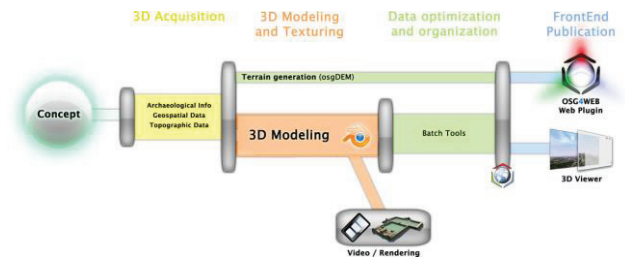 3D Acquisition
3D Modeling
and Texturing
Data optimization
and organization
FrontEnd
Publication
Terrain generation (osgDEM)
Concept
Archaeological Info
Geospatial Data
Topographic Data
3D Modeling
Batch Tools
OSG4WEB
Web Plugin
3D Viewer
Video / Rendering